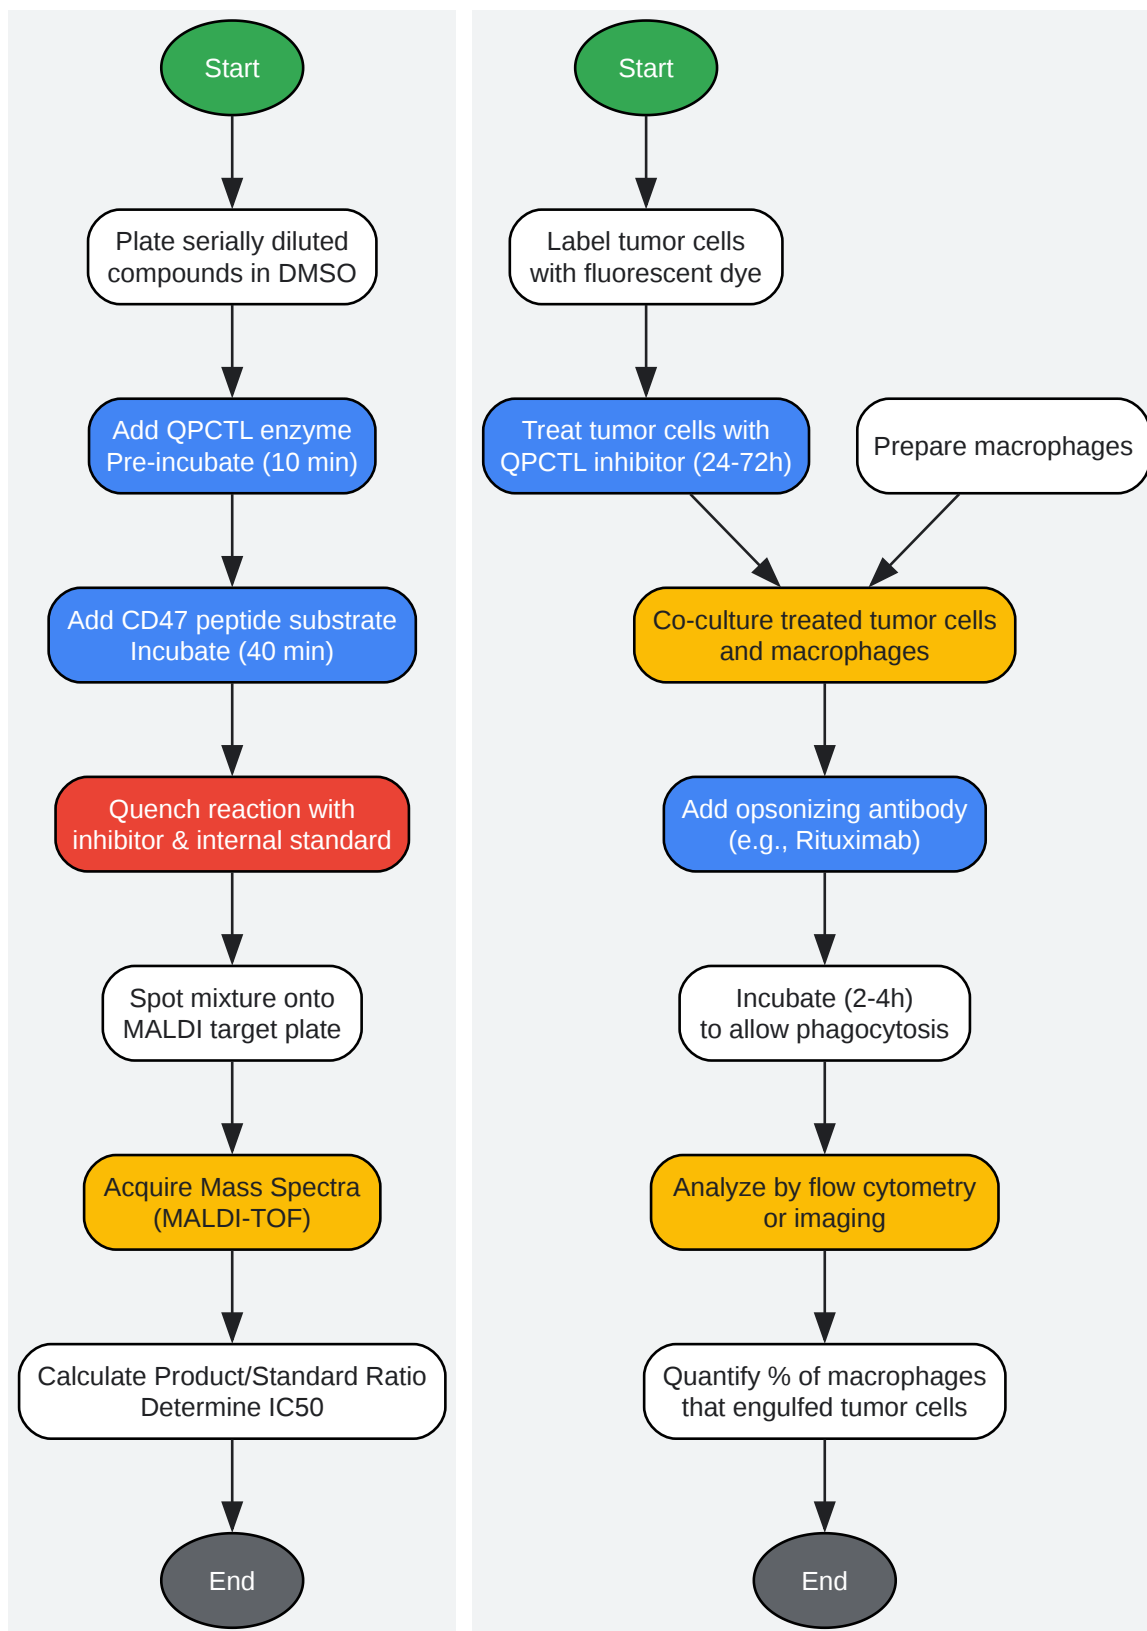 Start
Plate serially diluted
compounds in DMSO
Add QPCTL enzyme
Pre-incubate (10 min)
Add CD47 peptide substrate
Incubate (40 min)
Quench reaction with
inhibitor & internal standard
Spot mixture onto
MALDI target plate
Acquire Mass Spectra
(MALDI-TOF)
Calculate Product/Standard Ratio
Determine IC50
End
Start
Label tumor cells
with fluorescent dye
Treat tumor cells with
QPCTL inhibitor (24-72h)
Prepare macrophages
Co-culture treated tumor cells
and macrophages
Add opsonizing antibody
(e.g., Rituximab)
Incubate (2-4h)
to allow phagocytosis
Analyze by flow cytometry
or imaging
Quantify % of macrophages
that engulfed tumor cells
End